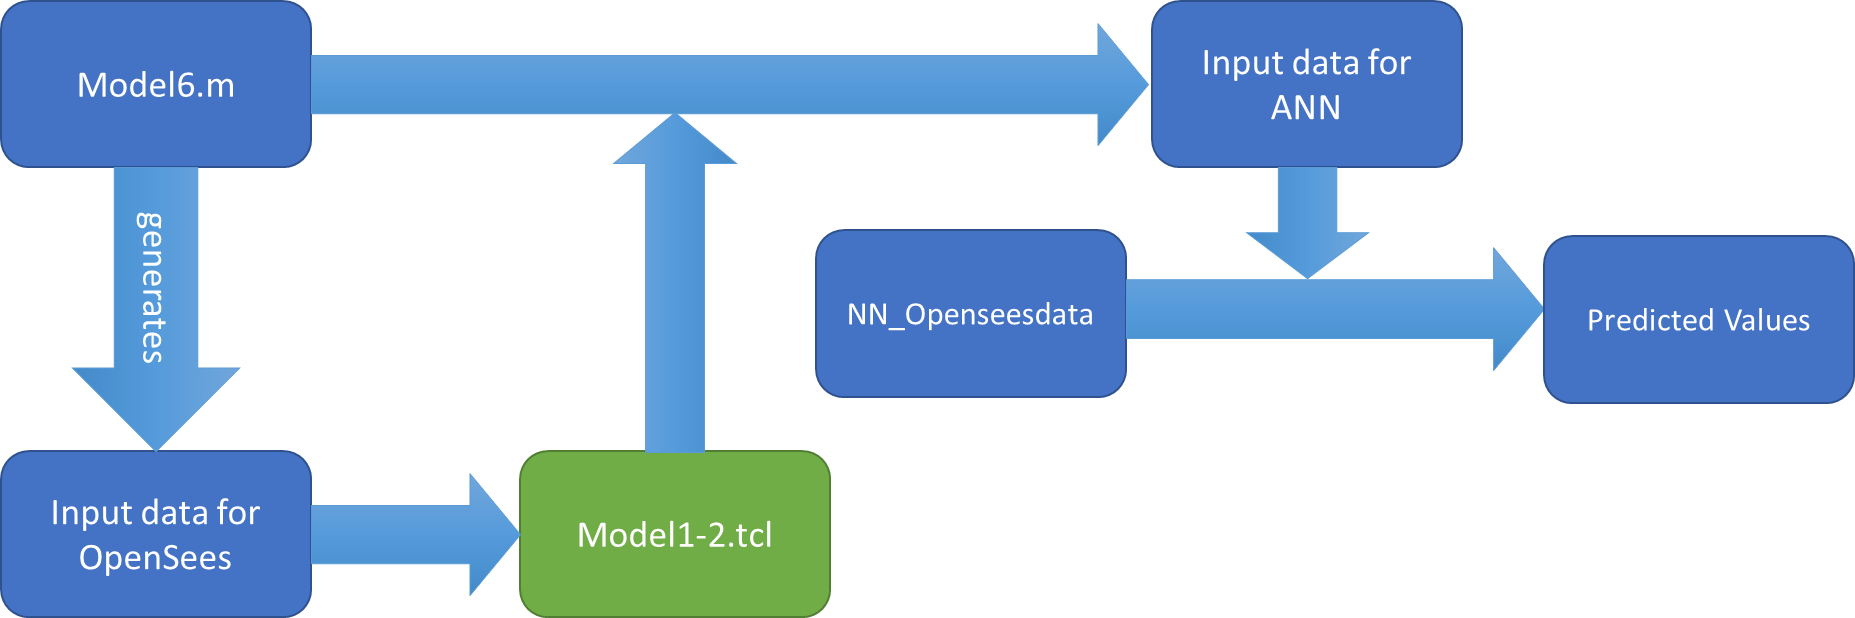 Model6.m
Input data for
ANN
generates
NN_Openseesdata
Predicted Values
Input data for
OpenSees
Model1-2.tcl